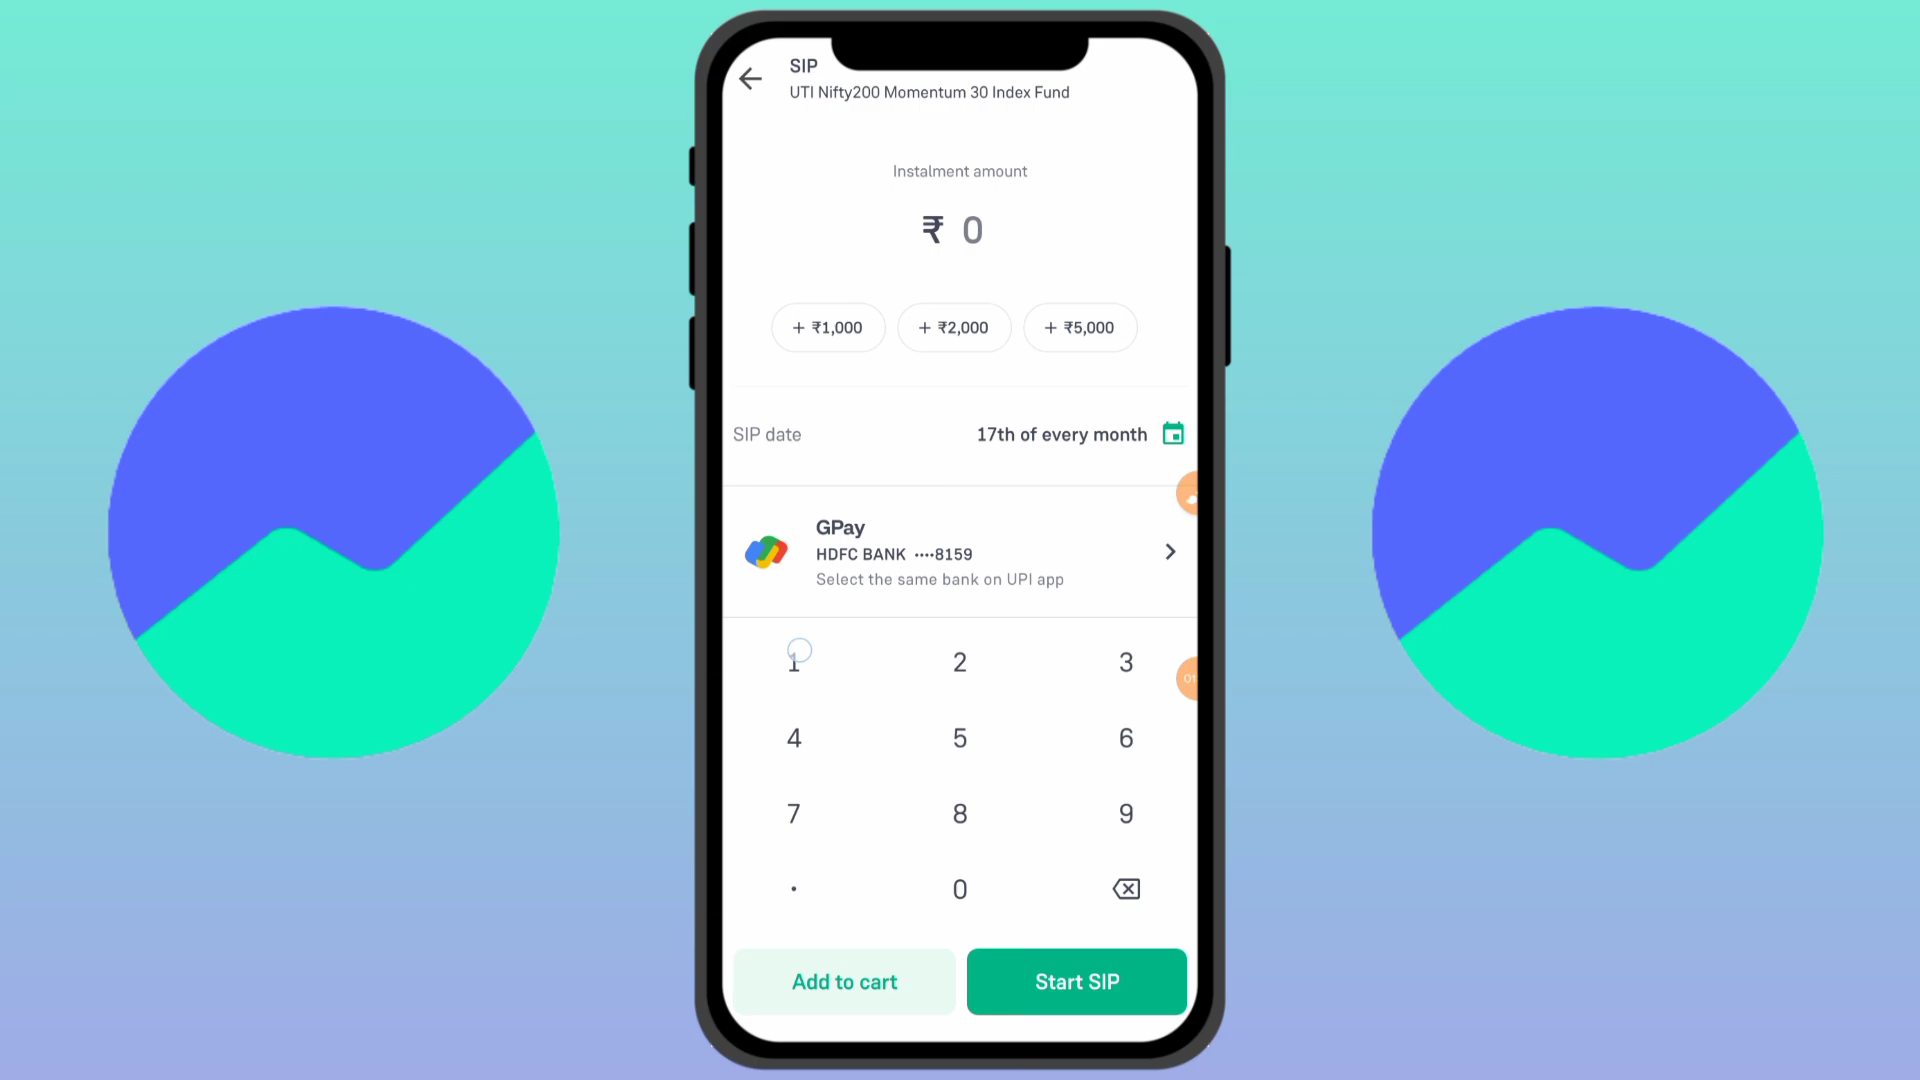 SIP
UTI Nifty200 Momentum 30 Index Fund
Instalment amount
₹ 0
+ ₹1,000 + ₹2,000 + ₹5,000
SIP date 17th of every month
GPay
HDFC BANK ····8159
Select the same bank on UPI app
1 2 3
4 5 6
7 8 9
. 0
Add to cart Start SIP